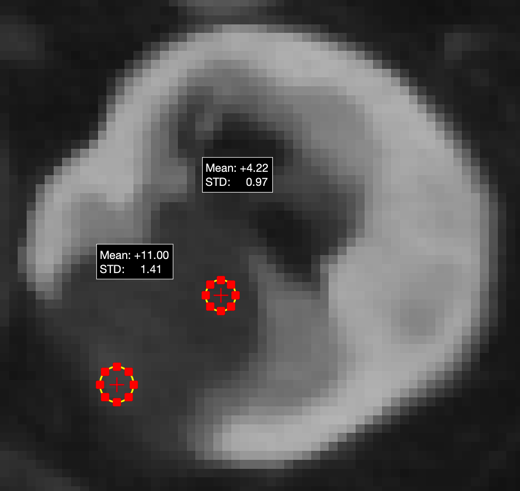 Mean: +4.22
STD: 0.97
Mean: +11.00
STD: 1.41